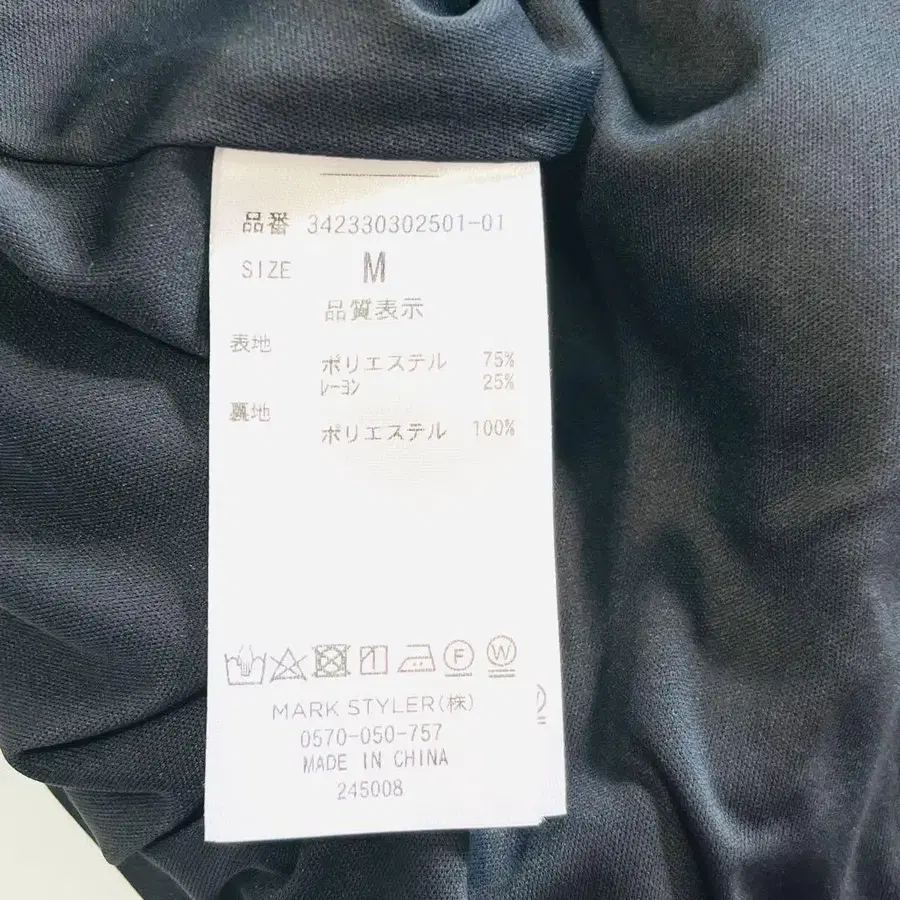 品番 342330302501-01
SIZE M
品質表示
表地
ポリエステル 75%
レーヨン 25%
裏地
ポリエステル 100%
F W
MARK STYLER(株)
0570-050-757
MADE IN CHINA
245008